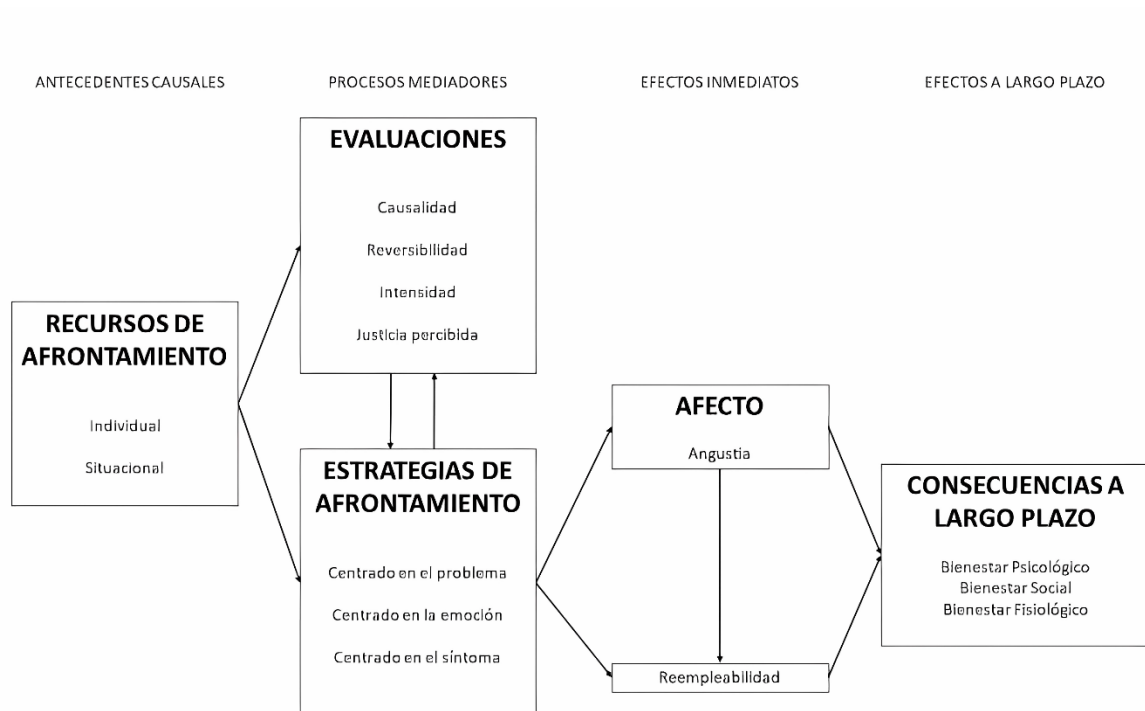 ANTECEDENTES CAUSALES
PROCESOS MEDIADORES
EFECTOS INMEDIATOS
EFECTOS A LARGO PLAZO
EVALUACIONES
Causalidad
Reversibilidad
Intensidad
Justicia percibida
RECURSOS DE
AFRONTAMIENTO
Individual
Situacional
ESTRATEGIAS DE
AFRONTAMIENTO
Centrado en el problema
Centrado en la emoción
Centrado en el síntoma
AFECTO
Angustia
Reempleabilidad
CONSECUENCIAS A
LARGO PLAZO
Bienestar Psicológico
Bienestar Social
Bienestar Fisiológico